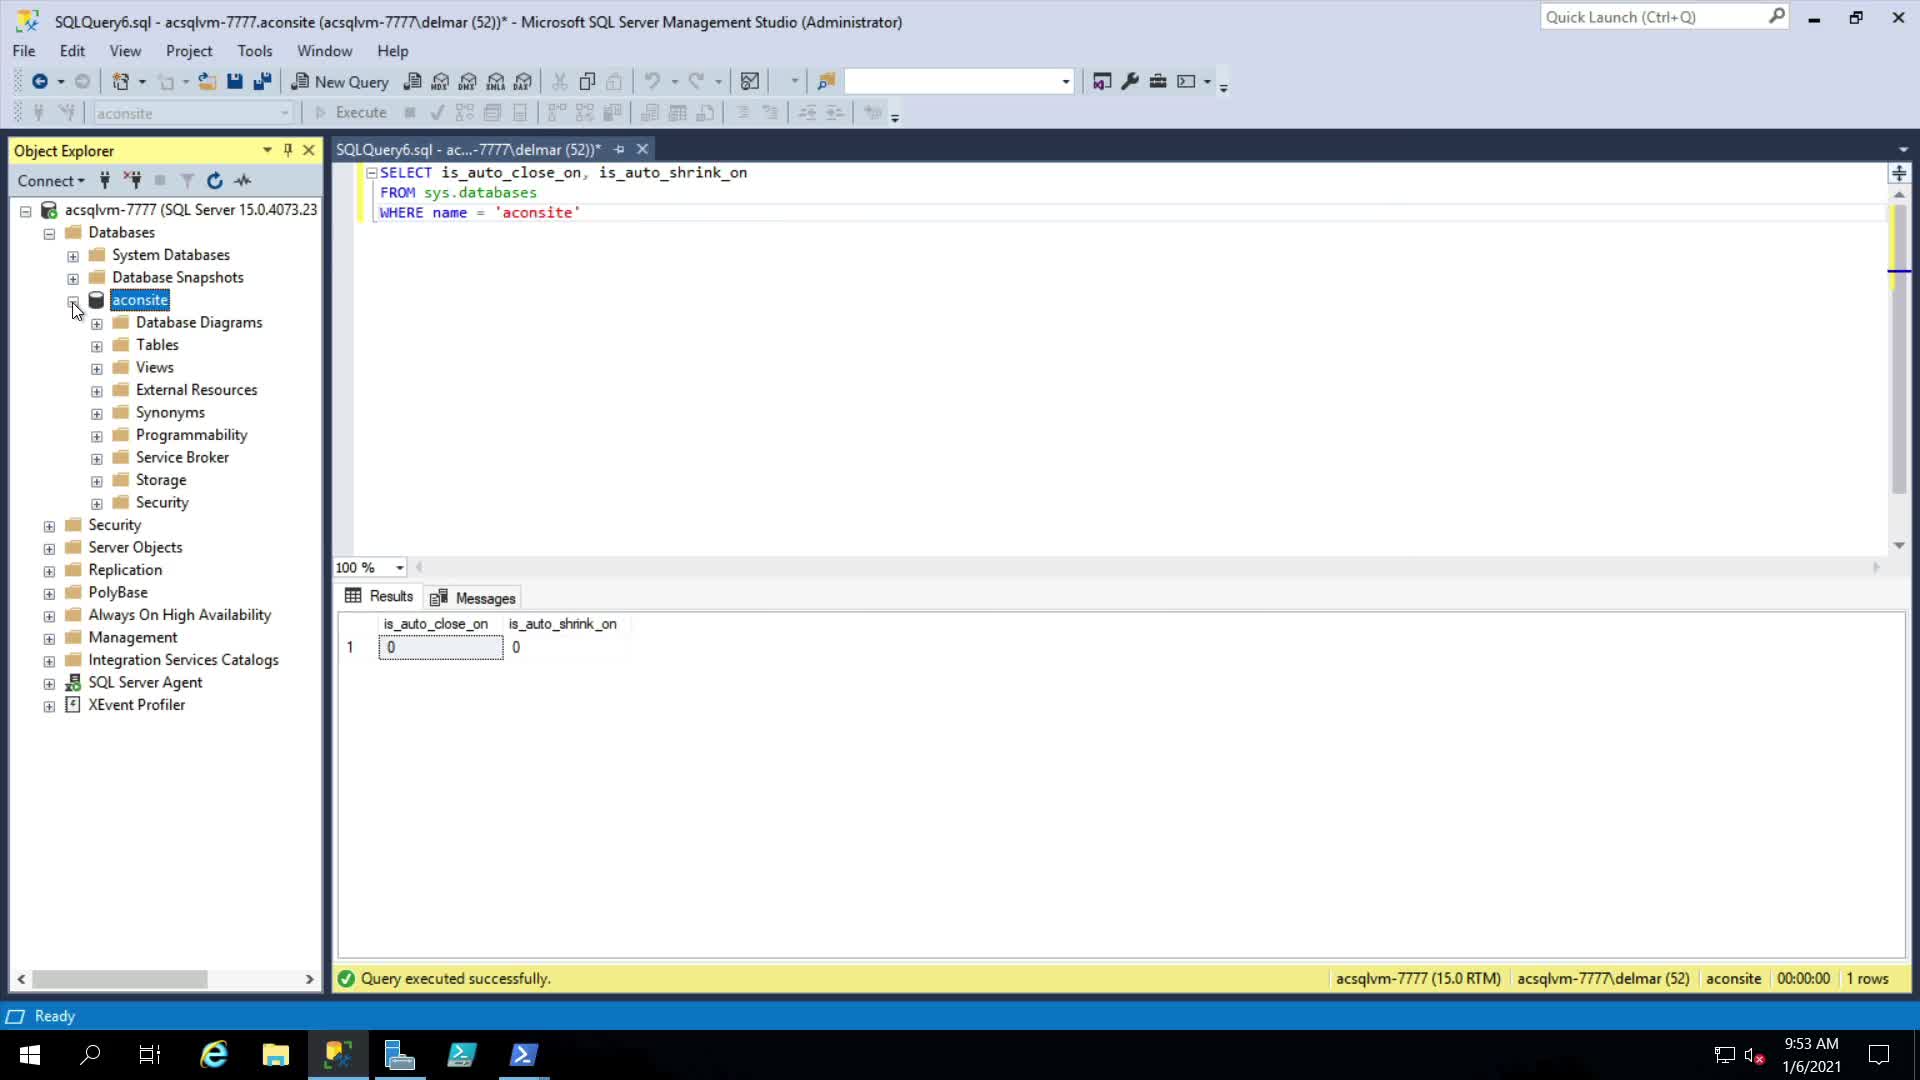 SQLQuery6.sql - acsqlvm-7777.aconsite (acsqlvm-7777\delmar (52))* - Microsoft SQL Server Management Studio (Administrator)
Quick Launch (Ctrl+Q)
File Edit View Project Tools Window Help
New Query MDX DMX XMLA DAX
aconsite Execute
Object Explorer
SQLQuery6.sql - ac...-7777\delmar (52))*
Connect
acsqlvm-7777 (SQL Server 15.0.4073.23
Databases
System Databases
Database Snapshots
aconsite
Database Diagrams
Tables
Views
External Resources
Synonyms
Programmability
Service Broker
Storage
Security
Security
Server Objects
Replication
PolyBase
Always On High Availability
Management
Integration Services Catalogs
SQL Server Agent
XEvent Profiler
SELECT is_auto_close_on, is_auto_shrink_on
FROM sys.databases
WHERE name = 'aconsite'
100 %
Results Messages
is_auto_close_on is_auto_shrink_on
1 0 0
Query executed successfully.
acsqlvm-7777 (15.0 RTM) acsqlvm-7777\delmar (52) aconsite 00:00:00 1 rows
Ready
9:53 AM
1/6/2021